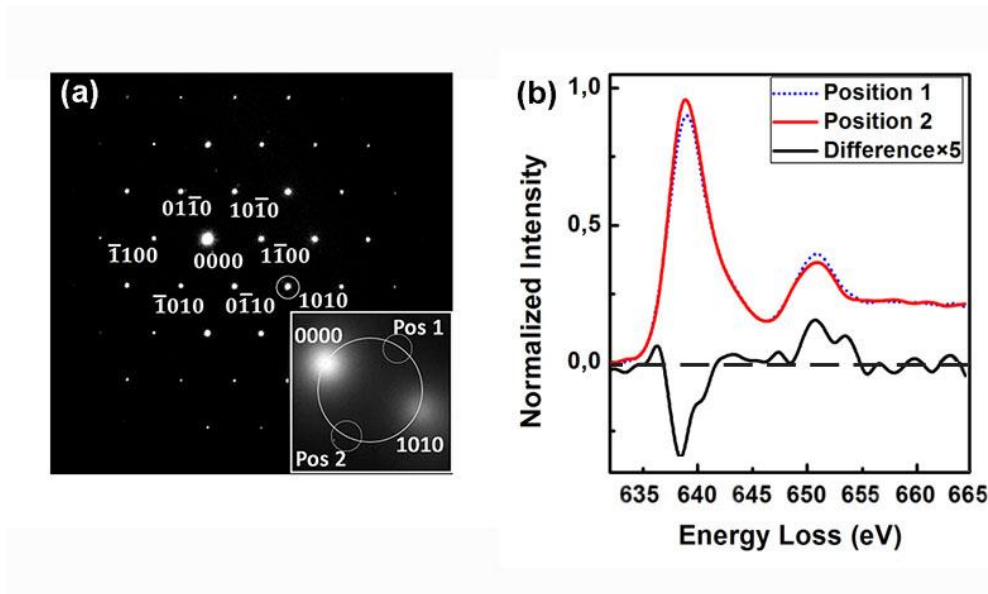 (a)
011̅0 101̅0
1̅100 0000 11̅00
1̅010 01̅10 1010
0000 Pos 1
1010
Pos 2
(b)
1,0
0,5
0,0
Position 1
Position 2
Difference×5
Normalized Intensity
635 640 645 650 655 660 665
Energy Loss (eV)